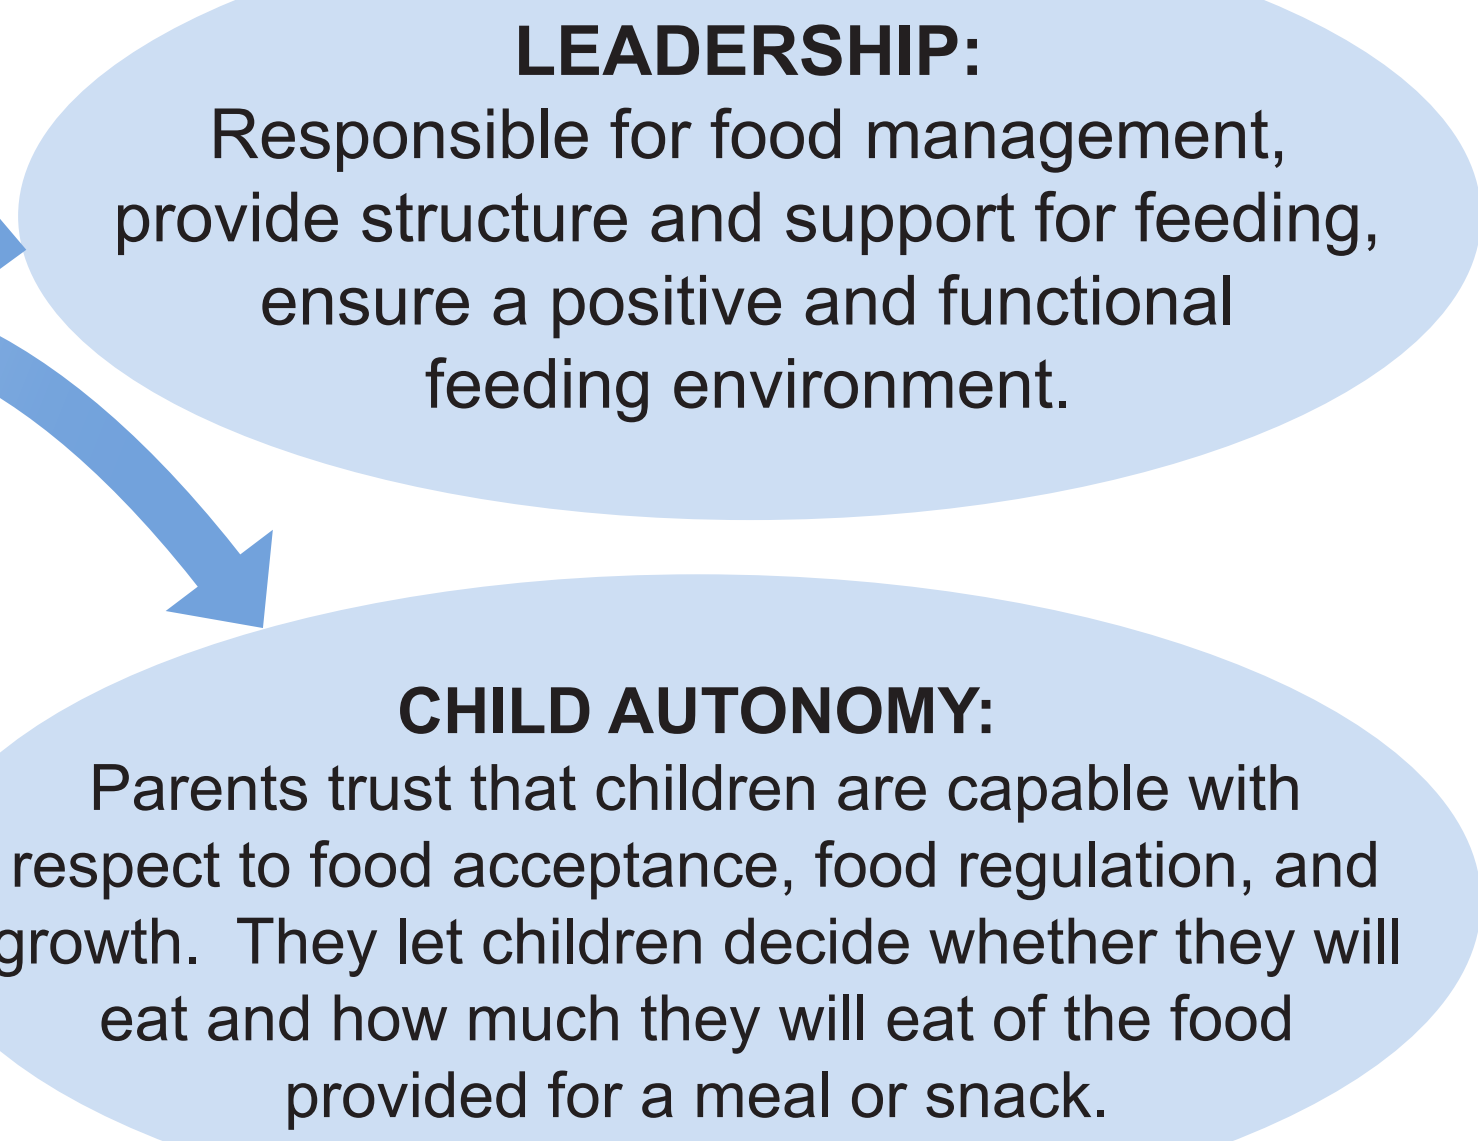 LEADERSHIP:
Responsible for food management,
provide structure and support for feeding,
ensure a positive and functional
feeding environment.
CHILD AUTONOMY:
Parents trust that children are capable with
respect to food acceptance, food regulation, and
growth.  They let children decide whether they will
eat and how much they will eat of the food
provided for a meal or snack.